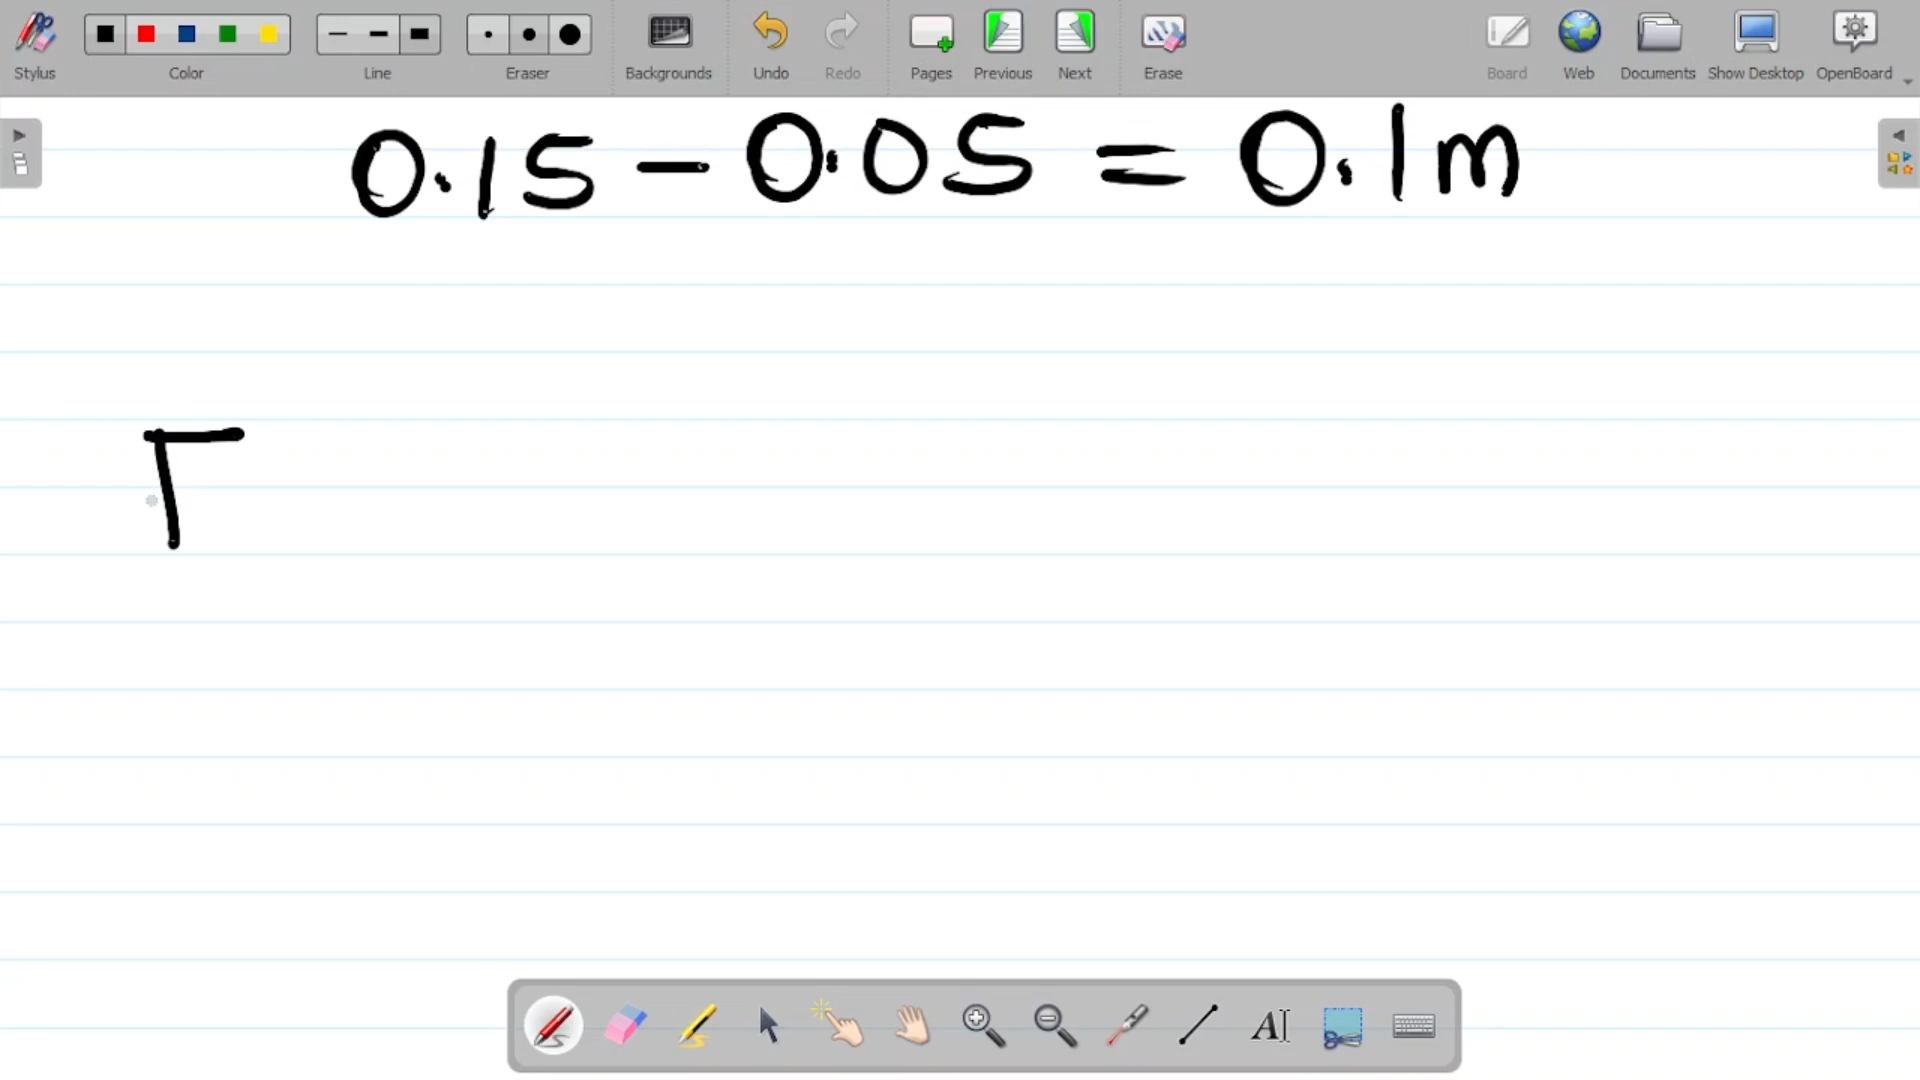 Stylus Color Line Eraser Backgrounds Undo Redo Pages Previous Next Erase Board Web Documents Show Desktop OpenBoard
0.15 - 0.05 = 0.1m